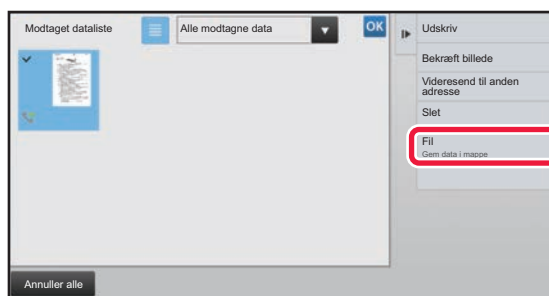 Modtaget dataliste
Alle modtagne data
OK
Udskriv
Bekræft billede
Videresend til anden
adresse
Slet
Fil
Gem data i mappe
Annuller alle